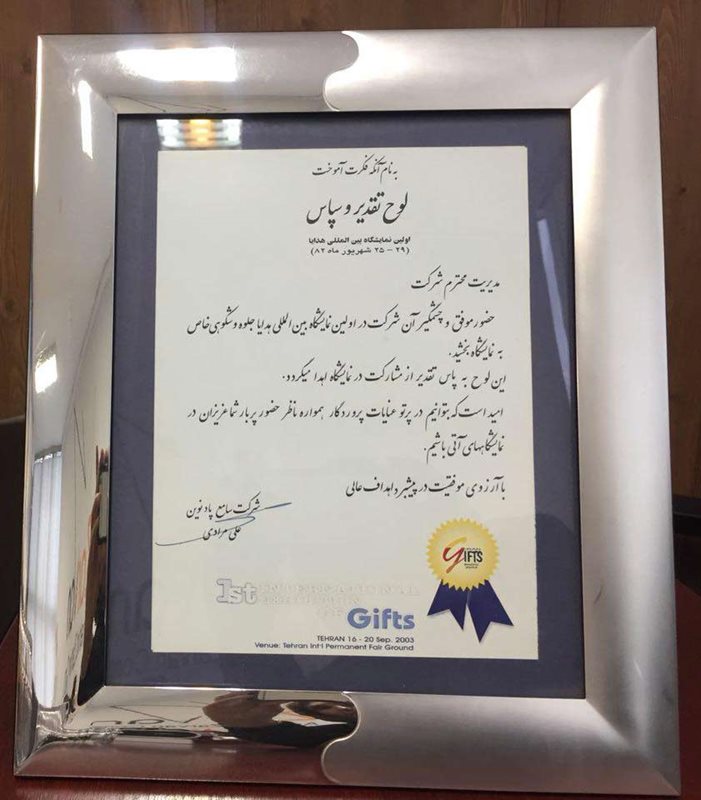 به نام آنکه فکرت آموخت
لوح تقدیر و سپاس
اولین نمایشگاه بین المللی هدایا
(۲۹ - ۲۵ شهریور ماه ۸۲)
مدیریت محترم شرکت
حضور موفق و چشمگیر آن شرکت در اولین نمایشگاه بین المللی هدایا جلوه و شکوهی خاص
به نمایشگاه بخشید.
این لوح به پاس تقدیر از مشارکت در نمایشگاه اهدا میگردد.
امید است که بتوانیم در پرتو عنایات پروردگار همواره ناظر حضور پربار شما عزیزان در
نمایشگاههای آتی باشیم.
با آرزوی موفقیت در پیشبرد اهداف عالی
شرکت سامع پاد نوین
علی مرادی
GIFTS
1st
Gifts
TEHRAN 16 - 20 Sep. 2003
Venue: Tehran Int'l Permanent Fair Ground